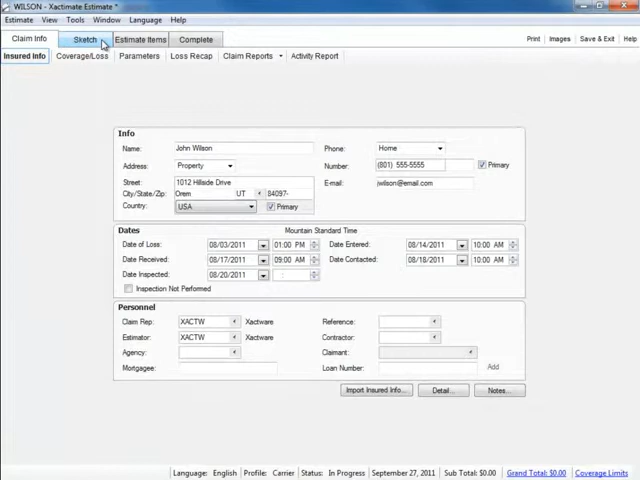 WILSON - Xactimate Estimate *
Estimate View Tools Window Language Help
Claim Info Sketch Estimate Items Complete Print Images Save & Exit Help
Insured Info Coverage/Loss Parameters Loss Recap Claim Reports Activity Report
Info
Name: John Wilson Phone: Home
Address: Property Number: (801) 555-5555 Primary
Street: 1012 Hillside Drive E-mail: jwilson@email.com
City/State/Zip: Orem UT 84097-
Country: USA Primary
Dates Mountain Standard Time
Date of Loss: 08/03/2011 01:00 PM Date Entered: 08/14/2011 10:00 AM
Date Received: 08/17/2011 09:00 AM Date Contacted: 08/18/2011 10:00 AM
Date Inspected: 08/20/2011 :
Inspection Not Performed
Personnel
Claim Rep: XACTW Xactware Reference:
Estimator: XACTW Xactware Contractor:
Agency: Claimant:
Mortgagee: Loan Number: Add
Import Insured Info... Detail... Notes...
Language: English Profile: Carrier Status: In Progress September 27, 2011 Sub Total: $0.00 Grand Total: $0.00 Coverage Limits